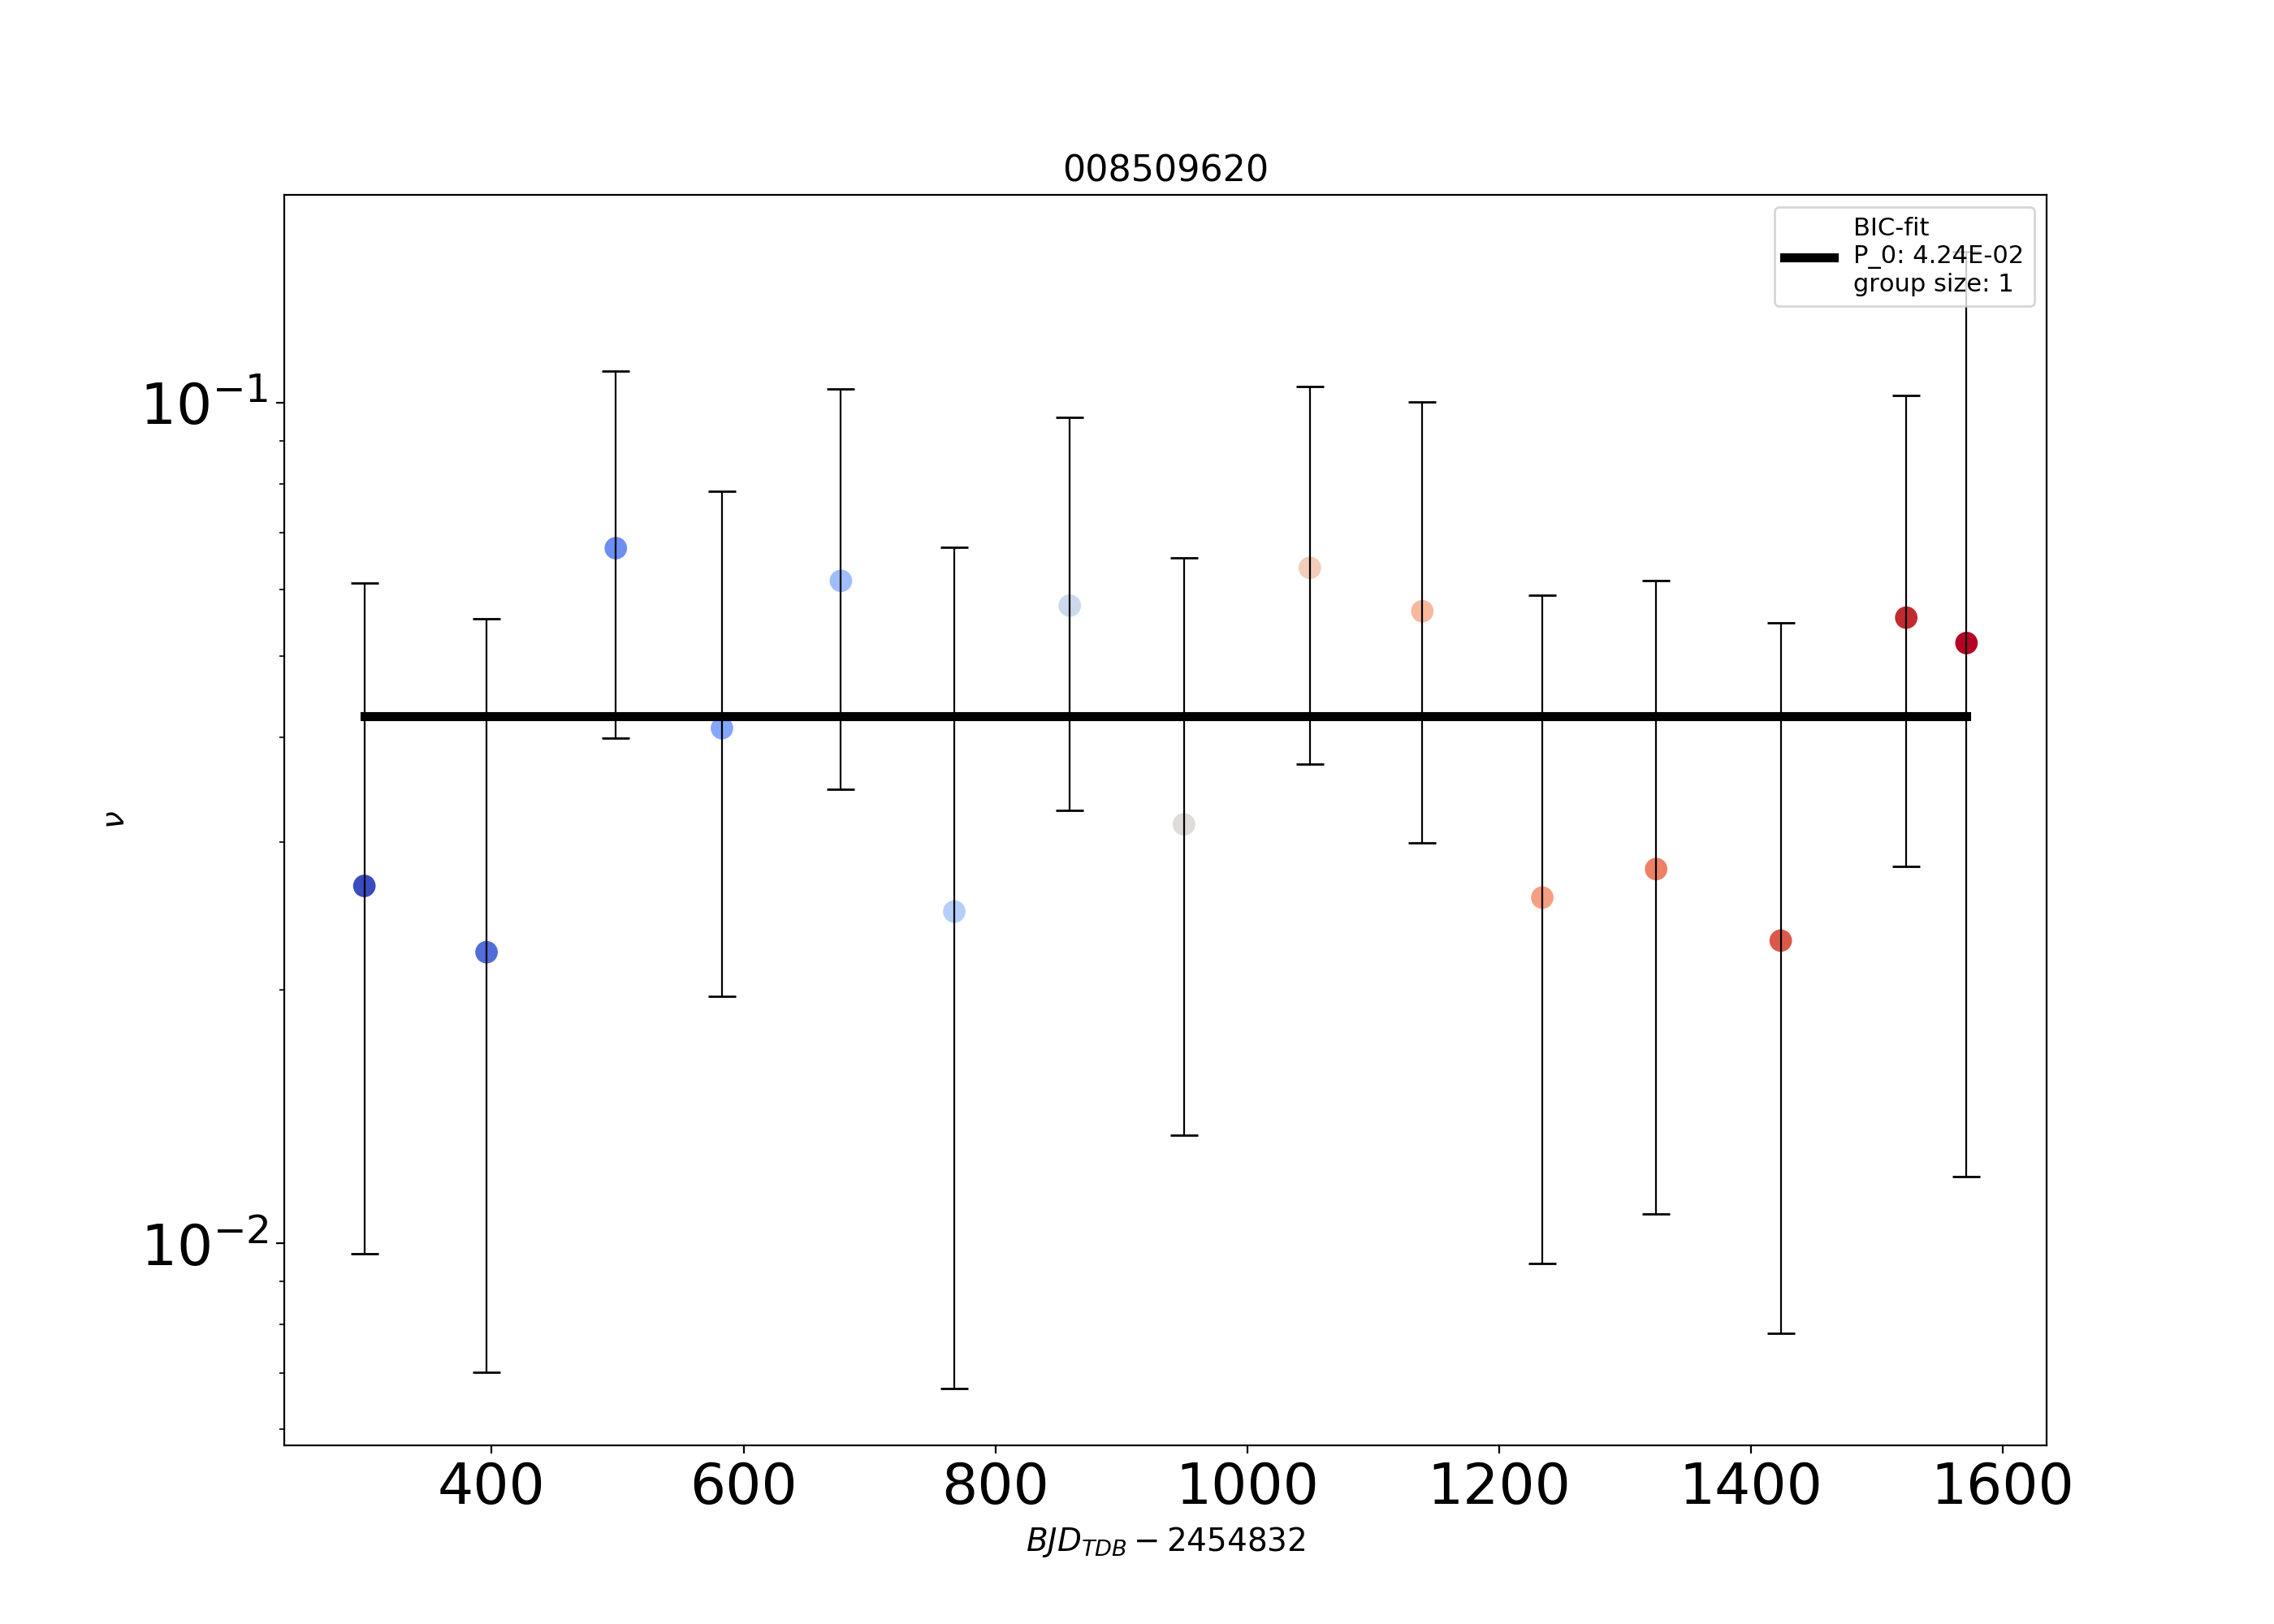 008509620
BIC-fit
P_0: 4.24E-02
group size: 1
10⁻¹
10⁻²
ν
400 600 800 1000 1200 1400 1600
BJD_TDB − 2454832